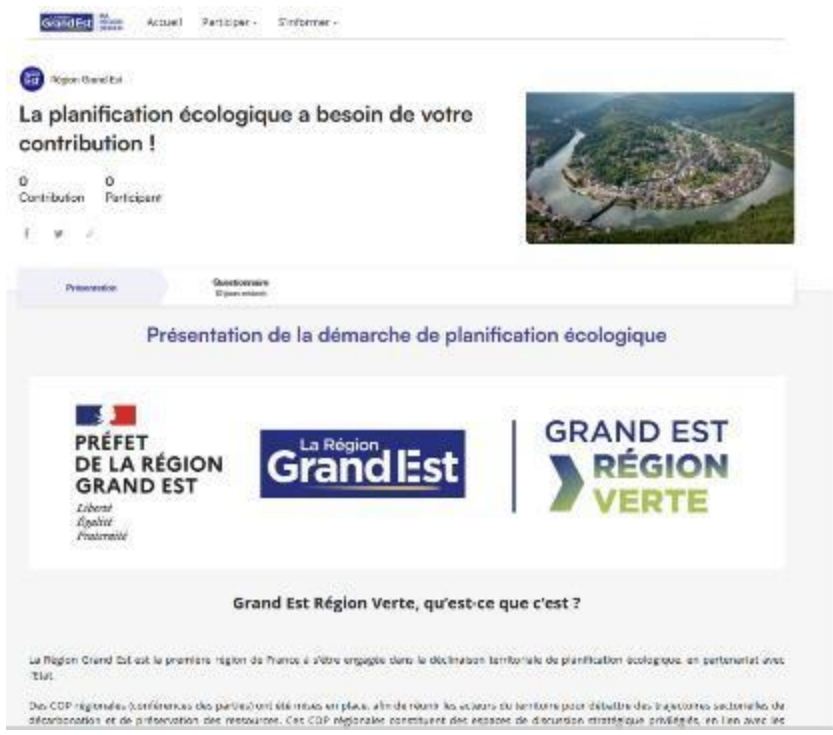 Grand Est LA RÉGION
Accueil Participer S'informer
Région Grand Est
La planification écologique a besoin de votre
contribution !
0 0
Contribution Participant
Présentation Questionnaire
Présentation de la démarche de planification écologique
PRÉFET
DE LA RÉGION
GRAND EST
Liberté
Égalité
Fraternité
La Région
Grand Est
GRAND EST
RÉGION
VERTE
Grand Est Région Verte, qu'est-ce que c'est ?
La Région Grand Est est la première région de France à s'être engagée dans la déclinaison territoriale de planification écologique, en partenariat avec
l'État.
Des COP régionales (conférences des parties) ont été mises en place, afin de réunir les acteurs du territoire pour débattre des trajectoires sectorielles de
décarbonation et de préservation des ressources. Ces COP régionales constituent des espaces de discussion stratégique privilégiés, en lien avec les